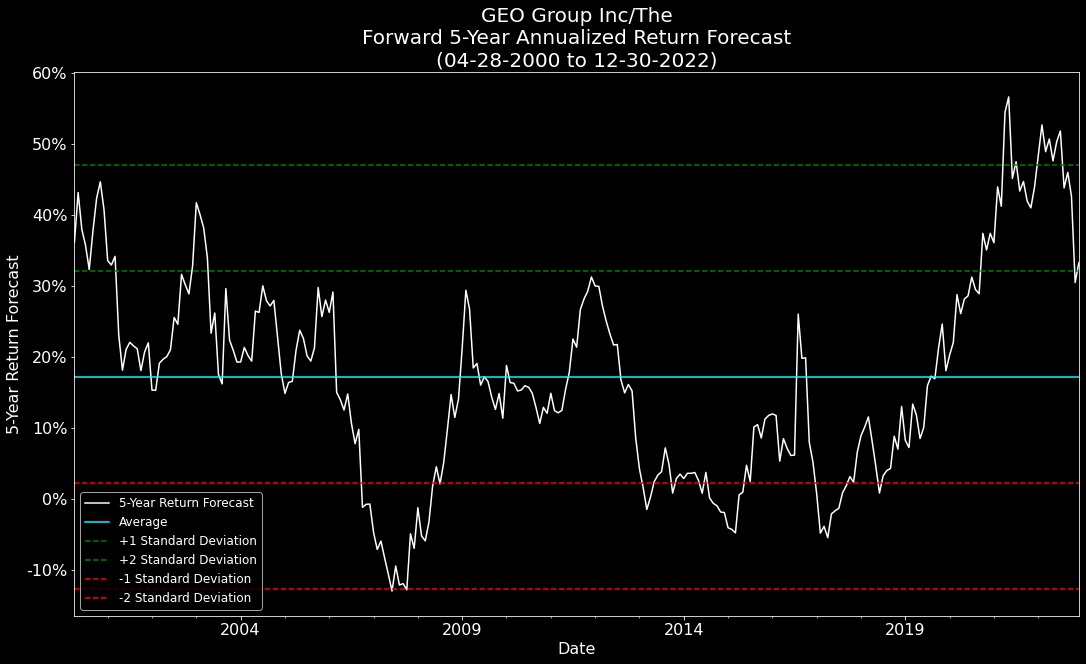 GEO Group Inc/The
Forward 5-Year Annualized Return Forecast
(04-28-2000 to 12-30-2022)
60%
50%
40%
30%
20%
10%
0%
-10%
5-Year Return Forecast
5-Year Return Forecast
Average
+1 Standard Deviation
+2 Standard Deviation
-1 Standard Deviation
-2 Standard Deviation
2004
2009
2014
2019
Date